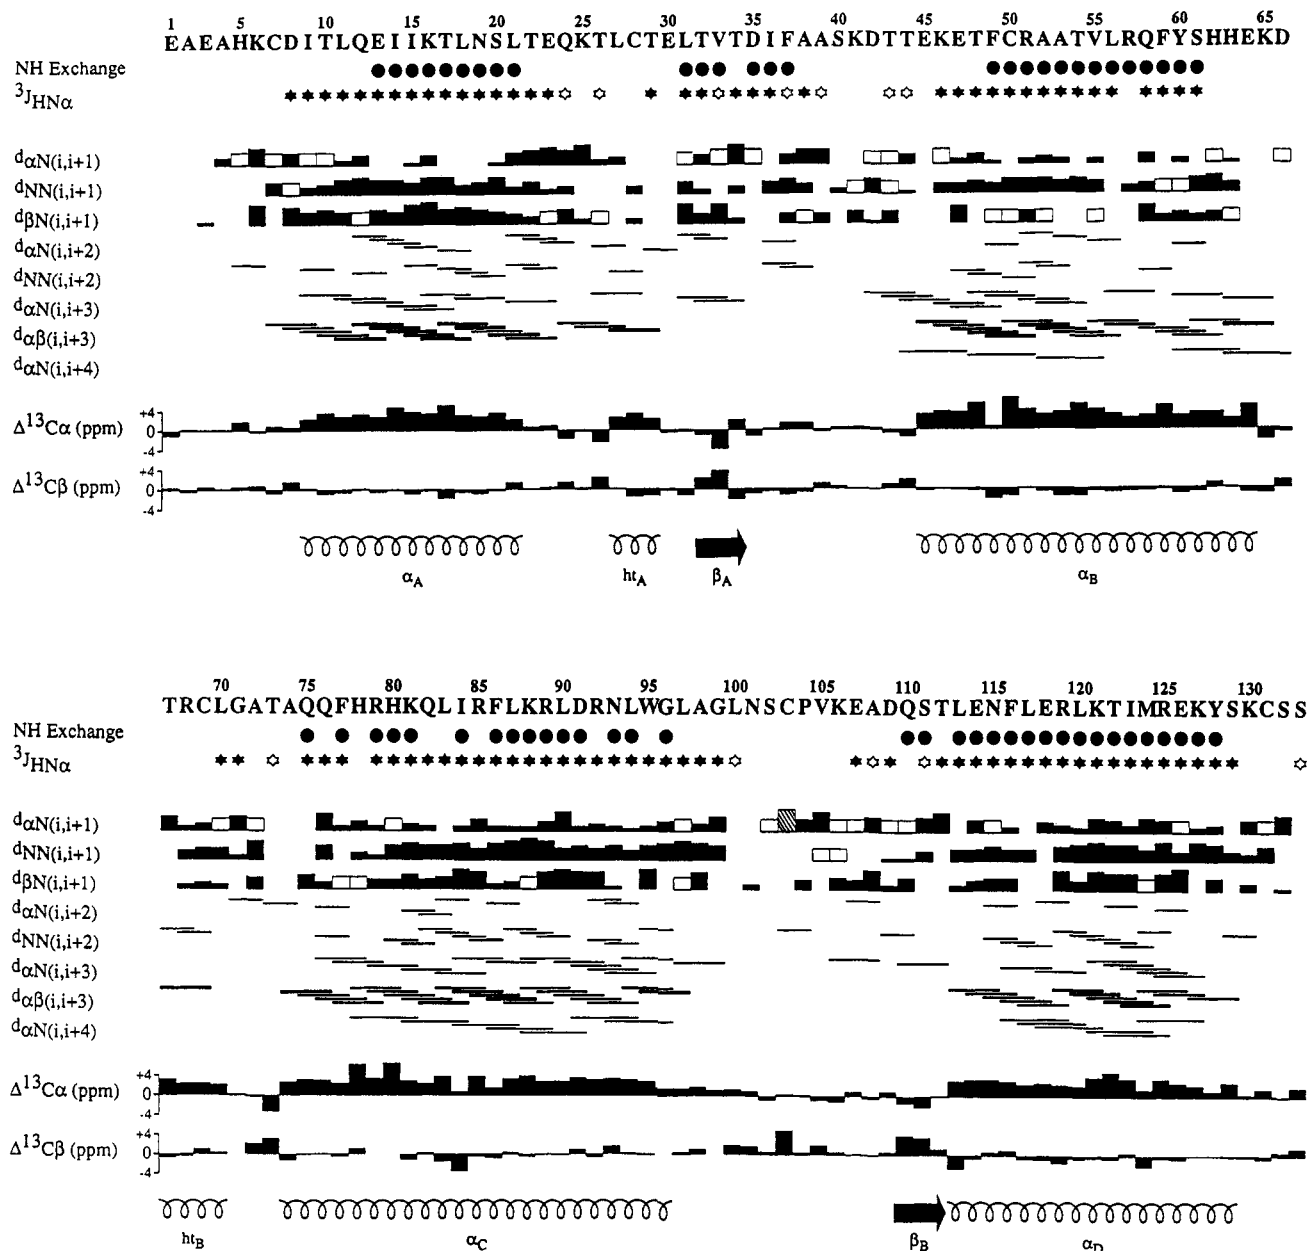 1 5 10 15 20 25 30 35 40 45 50 55 60 65
EAEAHKCDITLQEIIKTLNSLTEQKTLCTELTVTDIFAASKDTTEKETFCRAATVLRQFYSHHEKD
NH Exchange
³JHNα
dαN(i,i+1)
dNN(i,i+1)
dβN(i,i+1)
dαN(i,i+2)
dNN(i,i+2)
dαN(i,i+3)
dαβ(i,i+3)
dαN(i,i+4)
Δ¹³Cα (ppm) +4 0 -4
Δ¹³Cβ (ppm) +4 0 -4
αA htA βA αB
70 75 80 85 90 95 100 105 110 115 120 125 130
TRCLGATAQQFHRHKQLIRFLKRLDRNLWGLAGLNSCPVKEADQSTLENFLERLKTIMREKYSKCSS
NH Exchange
³JHNα
dαN(i,i+1)
dNN(i,i+1)
dβN(i,i+1)
dαN(i,i+2)
dNN(i,i+2)
dαN(i,i+3)
dαβ(i,i+3)
dαN(i,i+4)
Δ¹³Cα (ppm) +4 0 -4
Δ¹³Cβ (ppm) +4 0 -4
htB αC βB αD